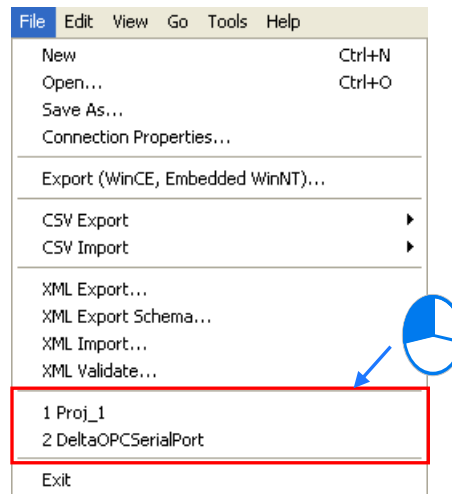 File Edit View Go Tools Help
New Ctrl+N
Open... Ctrl+O
Save As...
Connection Properties...
Export (WinCE, Embedded WinNT)...
CSV Export
CSV Import
XML Export...
XML Export Schema...
XML Import...
XML Validate...
1 Proj_1
2 DeltaOPCSerialPort
Exit